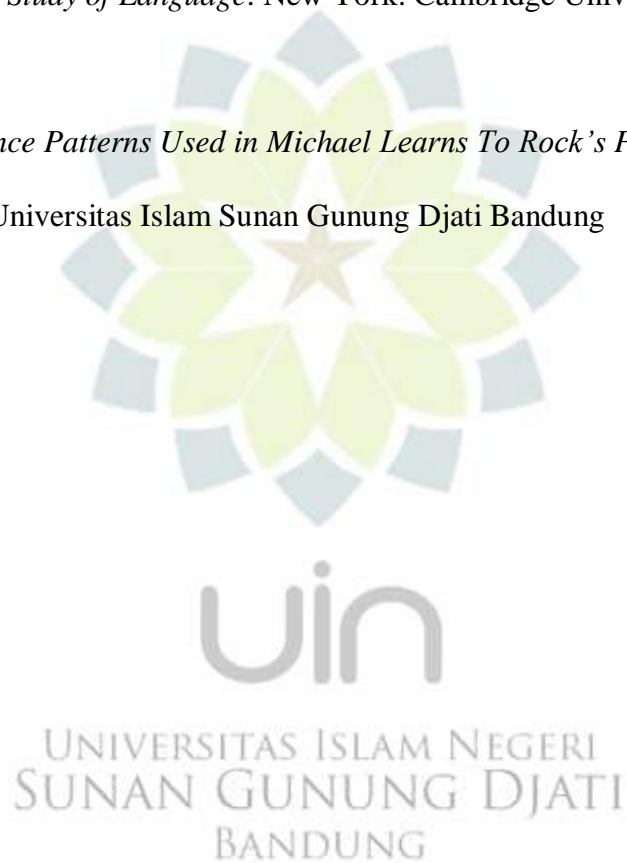 Study of Language. New York: Cambridge Univ
nce Patterns Used in Michael Learns To Rock's
Universitas Islam Sunan Gunung Djati Bandung
uin
UNIVERSITAS ISLAM NEGERI
SUNAN GUNUNG DJATI
BANDUNG